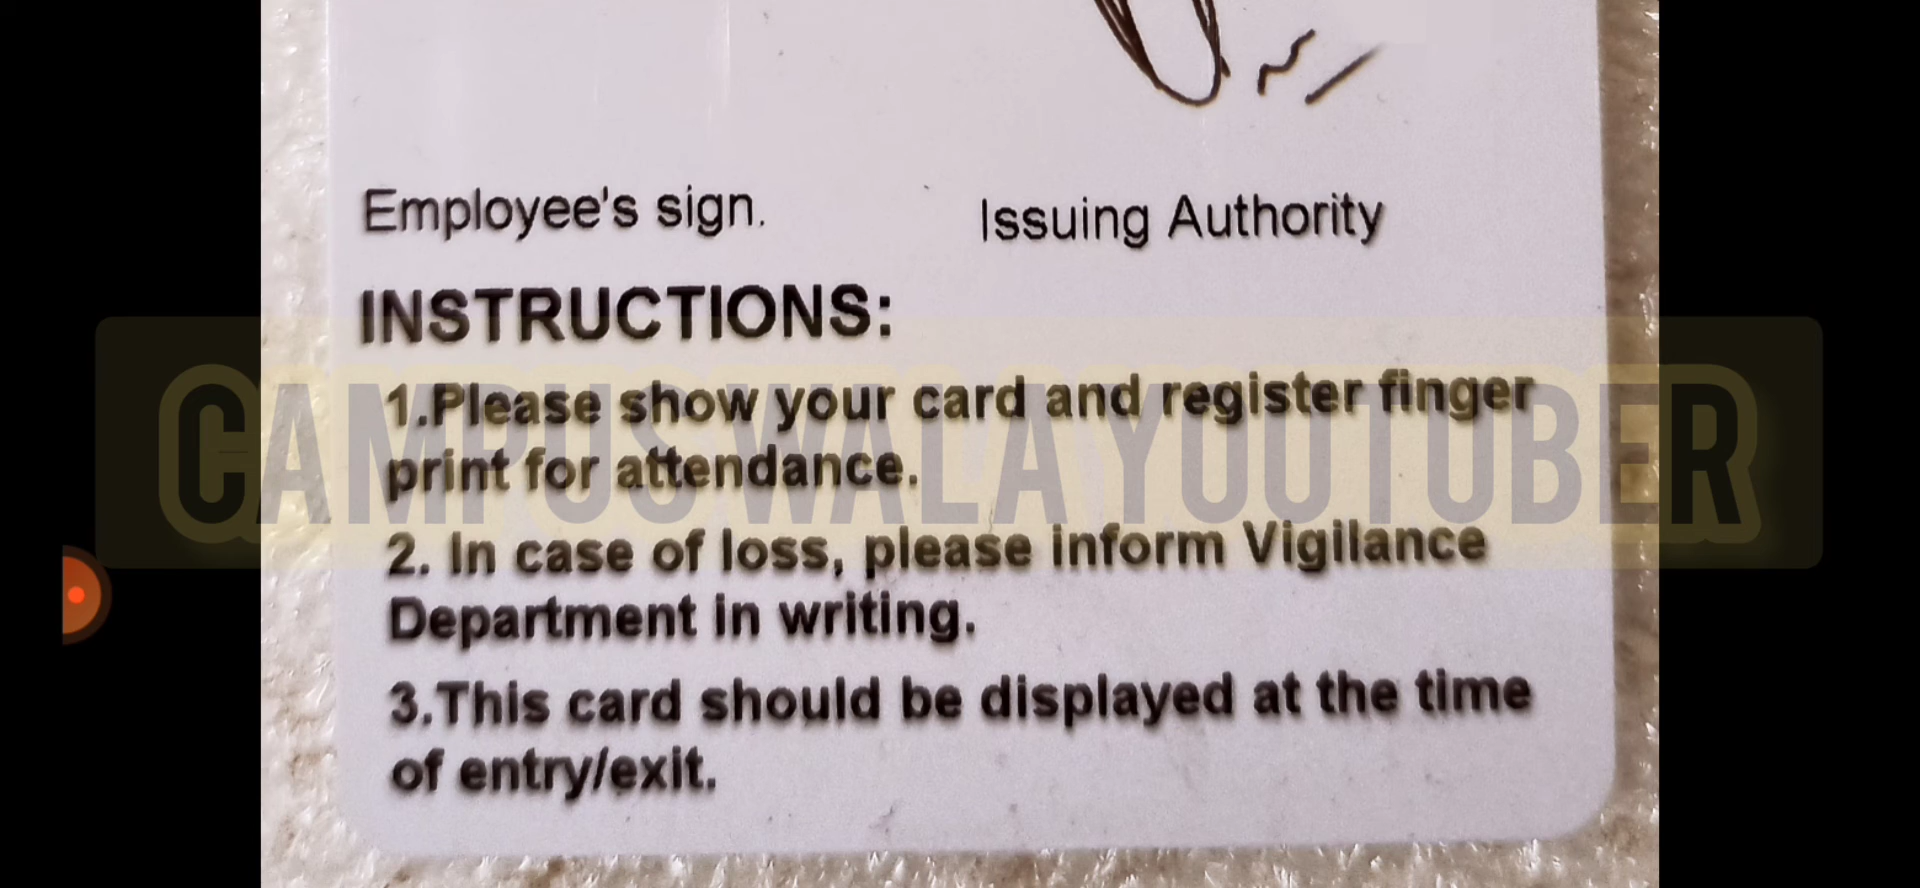 Employee's sign. Issuing Authority
INSTRUCTIONS:
1.Please show your card and register finger
print for attendance.
CAMPUS WALA YOUTUBER
2. In case of loss, please inform Vigilance
Department in writing.
3.This card should be displayed at the time
of entry/exit.